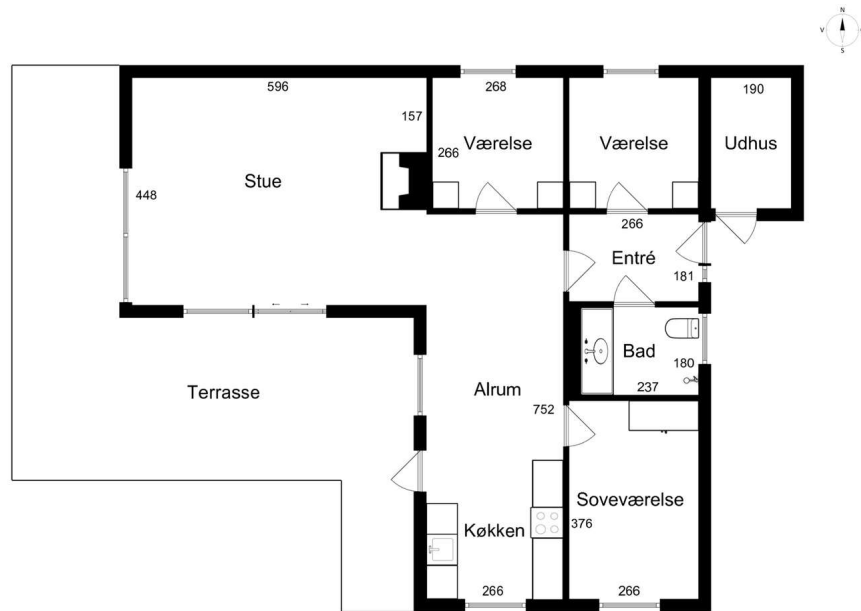 N
V
S
596
268
190
157
266
Værelse
Værelse
Udhus
Stue
448
266
Entré
181
Bad
180
237
Terrasse
Alrum
752
Soveværelse
376
Køkken
266
266